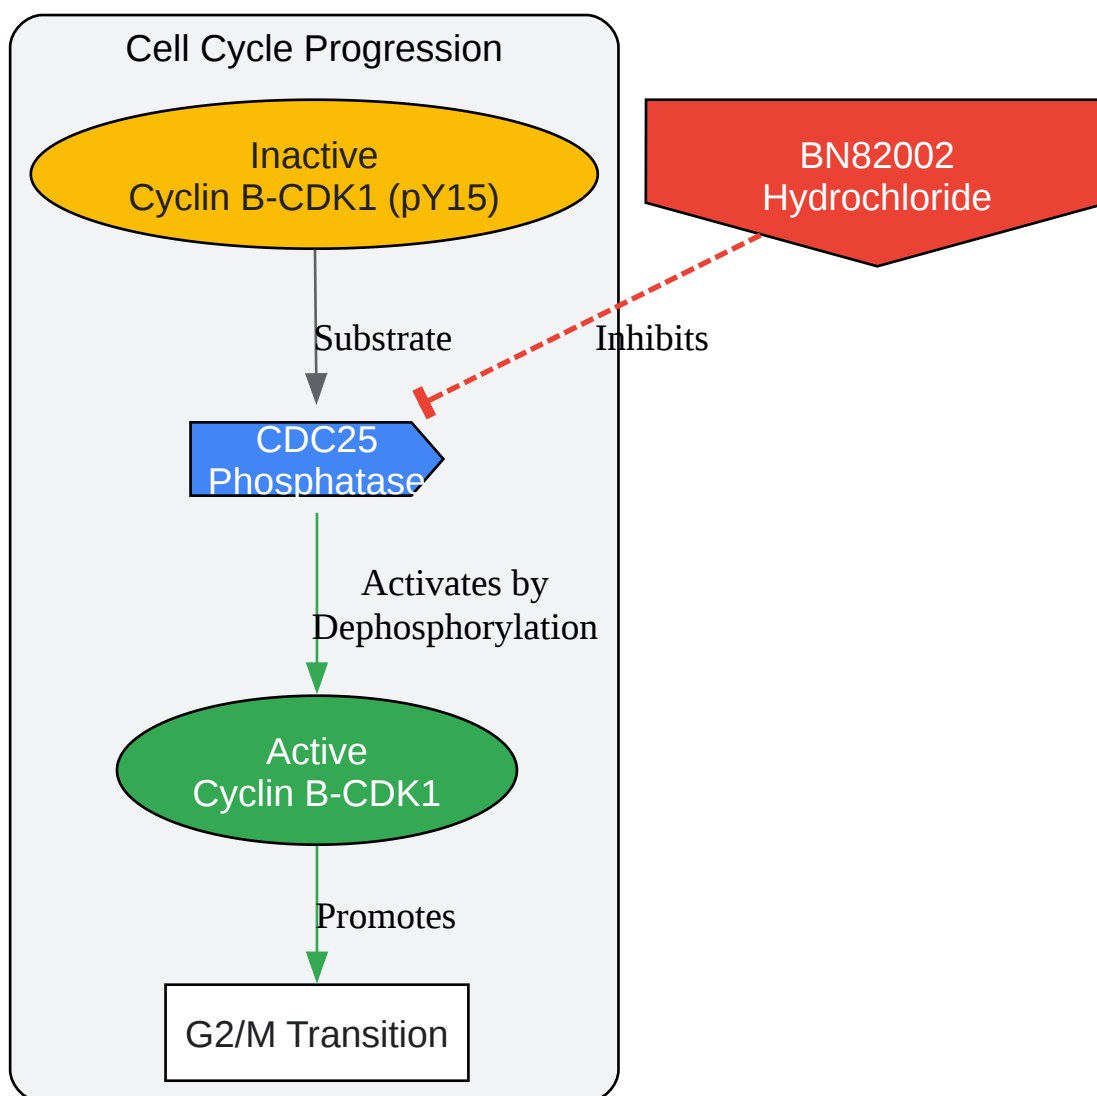 Cell Cycle Progression
Inactive
Cyclin B-CDK1 (pY15)
BN82002
Hydrochloride
Substrate
Inhibits
CDC25
Phosphatase
Activates by
Dephosphorylation
Active
Cyclin B-CDK1
Promotes
G2/M Transition